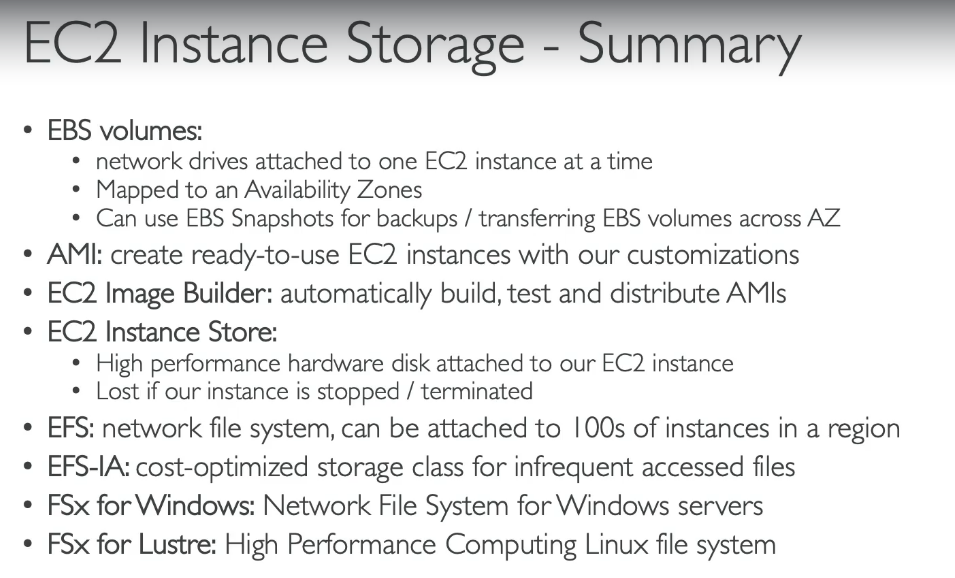 EC2 Instance Storage - Summary
• EBS volumes:
• network drives attached to one EC2 instance at a time
• Mapped to an Availability Zones
• Can use EBS Snapshots for backups / transferring EBS volumes across AZ
• AMI: create ready-to-use EC2 instances with our customizations
• EC2 Image Builder: automatically build, test and distribute AMIs
• EC2 Instance Store:
• High performance hardware disk attached to our EC2 instance
• Lost if our instance is stopped / terminated
• EFS: network file system, can be attached to 100s of instances in a region
• EFS-IA: cost-optimized storage class for infrequent accessed files
• FSx for Windows: Network File System for Windows servers
• FSx for Lustre: High Performance Computing Linux file system